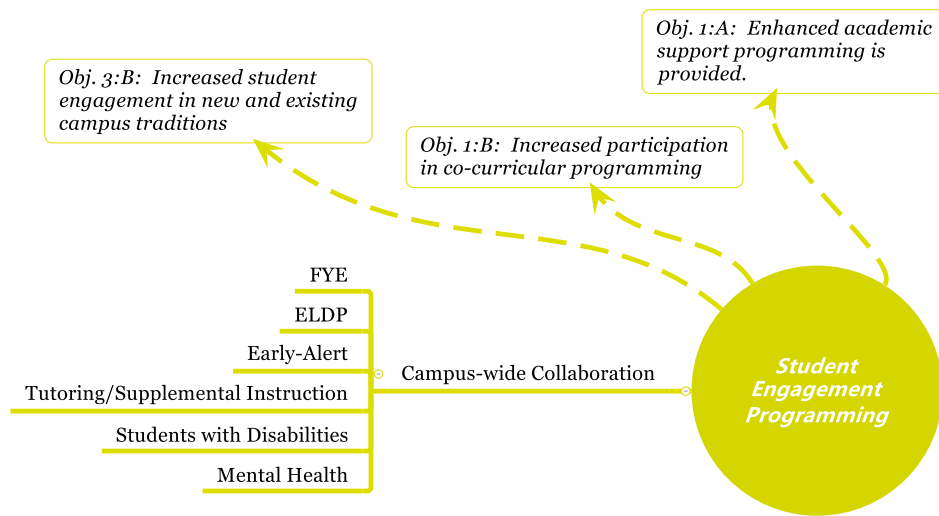 Obj. 1:A:  Enhanced academic
support programming is
provided.
Obj. 3:B:  Increased student
engagement in new and existing
campus traditions
Obj. 1:B:  Increased participation
in co-curricular programming
FYE
ELDP
Early-Alert
Tutoring/Supplemental Instruction
Students with Disabilities
Mental Health
Campus-wide Collaboration
Student
Engagement
Programming